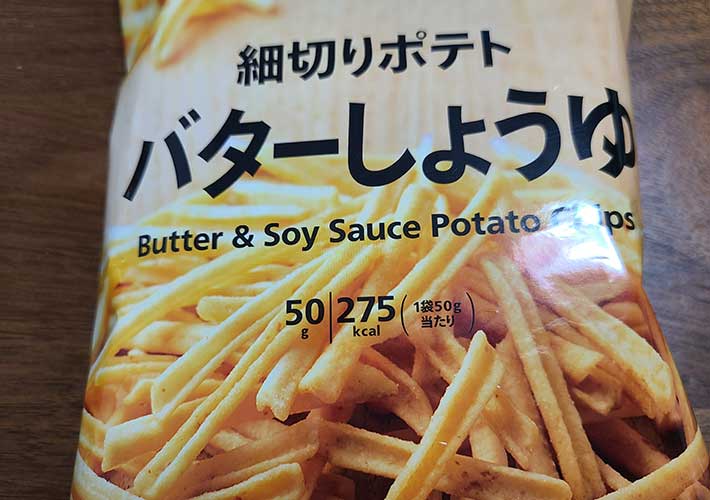 細切りポテト
バターしょうゆ
Butter & Soy Sauce Potato Chips
50g 275kcal (1袋50g当たり)